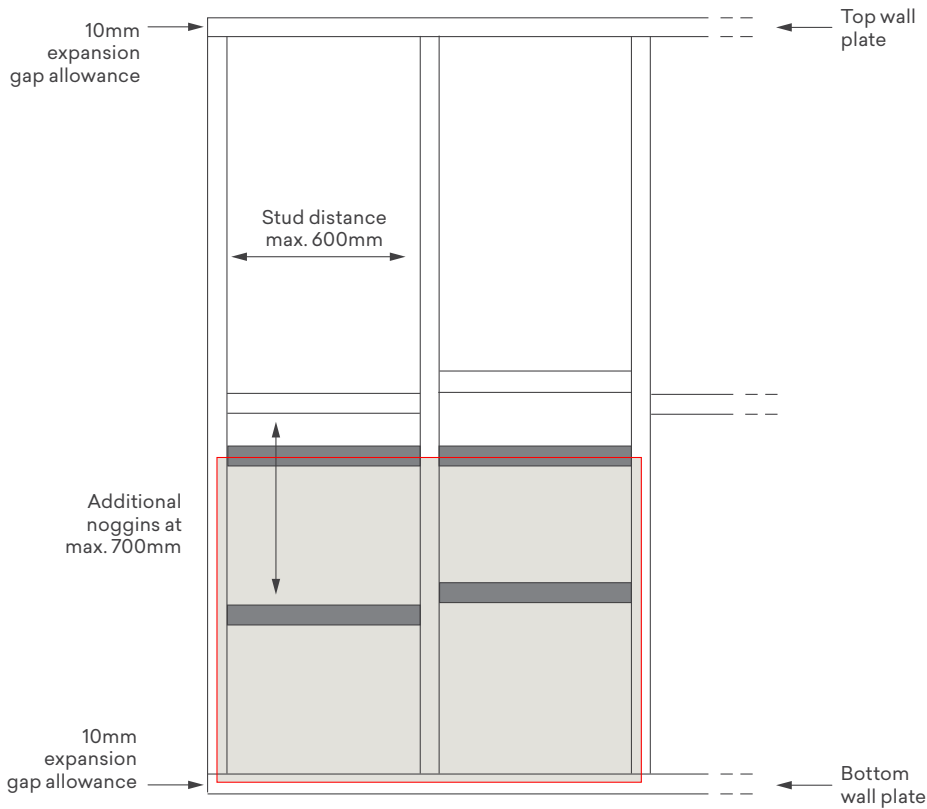 10mm
expansion
gap allowance
Top wall
plate
Stud distance
max. 600mm
Additional
noggins at
max. 700mm
10mm
expansion
gap allowance
Bottom
wall plate